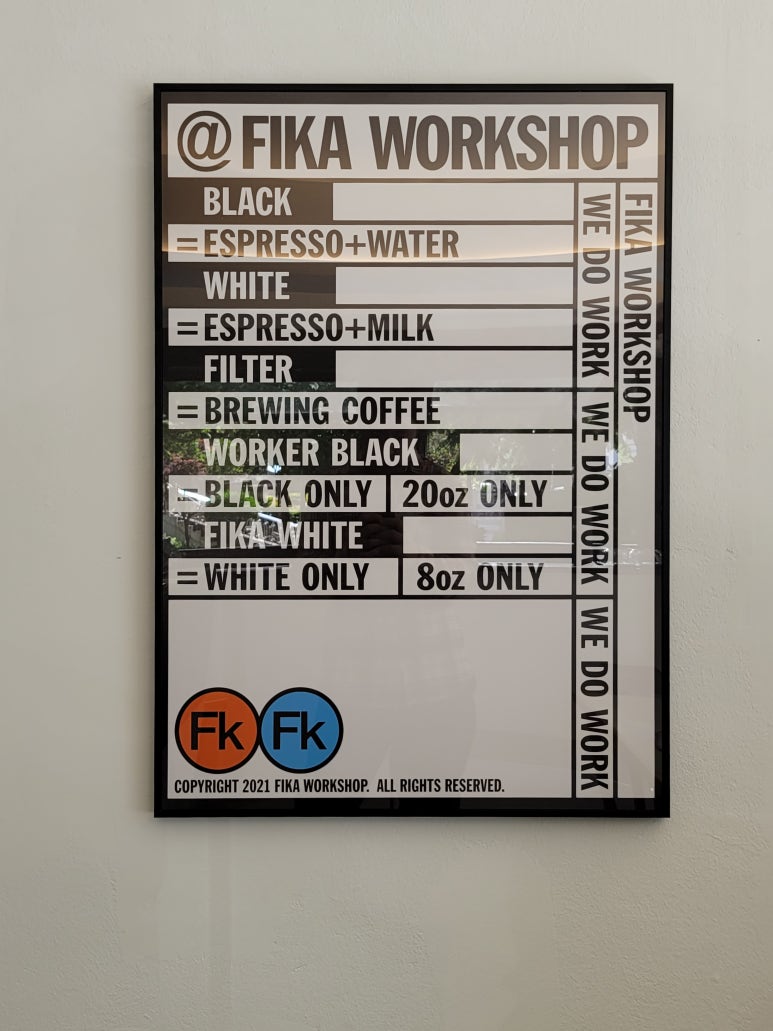 @ FIKA WORKSHOP
BLACK
= ESPRESSO+WATER
WHITE
= ESPRESSO+MILK
FILTER
= BREWING COFFEE
WORKER BLACK
= BLACK ONLY | 20oz ONLY
FIKA WHITE
= WHITE ONLY | 8oz ONLY
WE DO WORK WE DO WORK WE DO WORK
FIKA WORKSHOP
Fk Fk
COPYRIGHT 2021 FIKA WORKSHOP. ALL RIGHTS RESERVED.